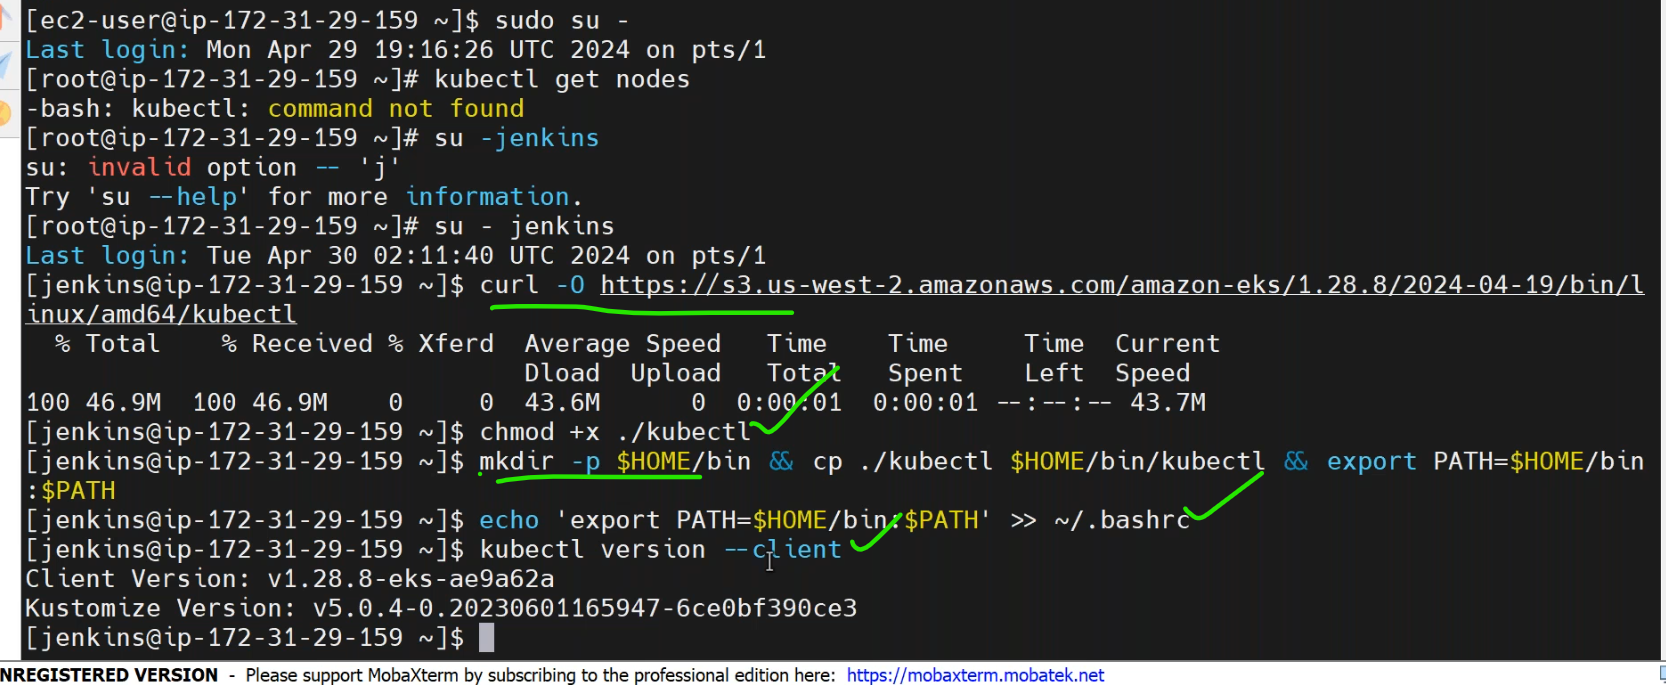 [ec2-user@ip-172-31-29-159 ~]$ sudo su -
Last login: Mon Apr 29 19:16:26 UTC 2024 on pts/1
[root@ip-172-31-29-159 ~]# kubectl get nodes
-bash: kubectl: command not found
[root@ip-172-31-29-159 ~]# su -jenkins
su: invalid option -- 'j'
Try 'su --help' for more information.
[root@ip-172-31-29-159 ~]# su - jenkins
Last login: Tue Apr 30 02:11:40 UTC 2024 on pts/1
[jenkins@ip-172-31-29-159 ~]$ curl -O https://s3.us-west-2.amazonaws.com/amazon-eks/1.28.8/2024-04-19/bin/l
inux/amd64/kubectl
% Total % Received % Xferd Average Speed Time Time Time Current
Dload Upload Total Spent Left Speed
100 46.9M 100 46.9M 0 0 43.6M 0 0:00:01 0:00:01 --:--:-- 43.7M
[jenkins@ip-172-31-29-159 ~]$ chmod +x ./kubectl
[jenkins@ip-172-31-29-159 ~]$ mkdir -p $HOME/bin && cp ./kubectl $HOME/bin/kubectl && export PATH=$HOME/bin
:$PATH
[jenkins@ip-172-31-29-159 ~]$ echo 'export PATH=$HOME/bin:$PATH' >> ~/.bashrc
[jenkins@ip-172-31-29-159 ~]$ kubectl version --client
Client Version: v1.28.8-eks-ae9a62a
Kustomize Version: v5.0.4-0.20230601165947-6ce0bf390ce3
[jenkins@ip-172-31-29-159 ~]$
NREGISTERED VERSION - Please support MobaXterm by subscribing to the professional edition here: https://mobaxterm.mobatek.net